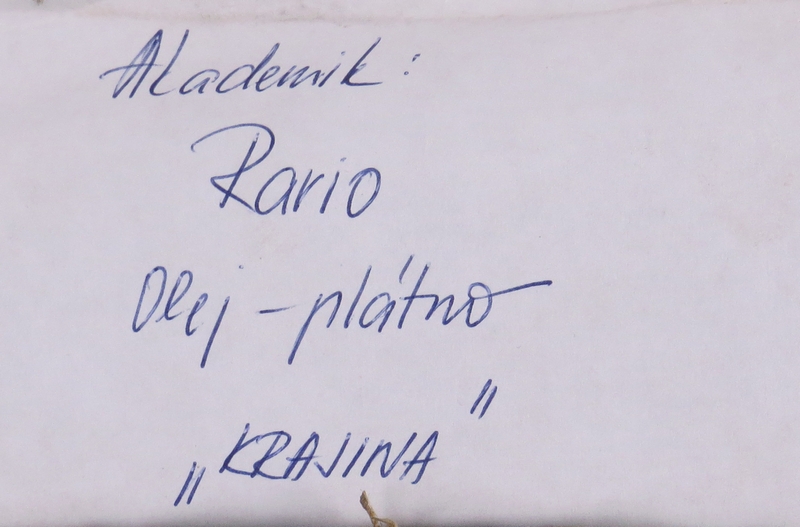 Akademik:
Rario
Olej - plátno
„KRAJINA"